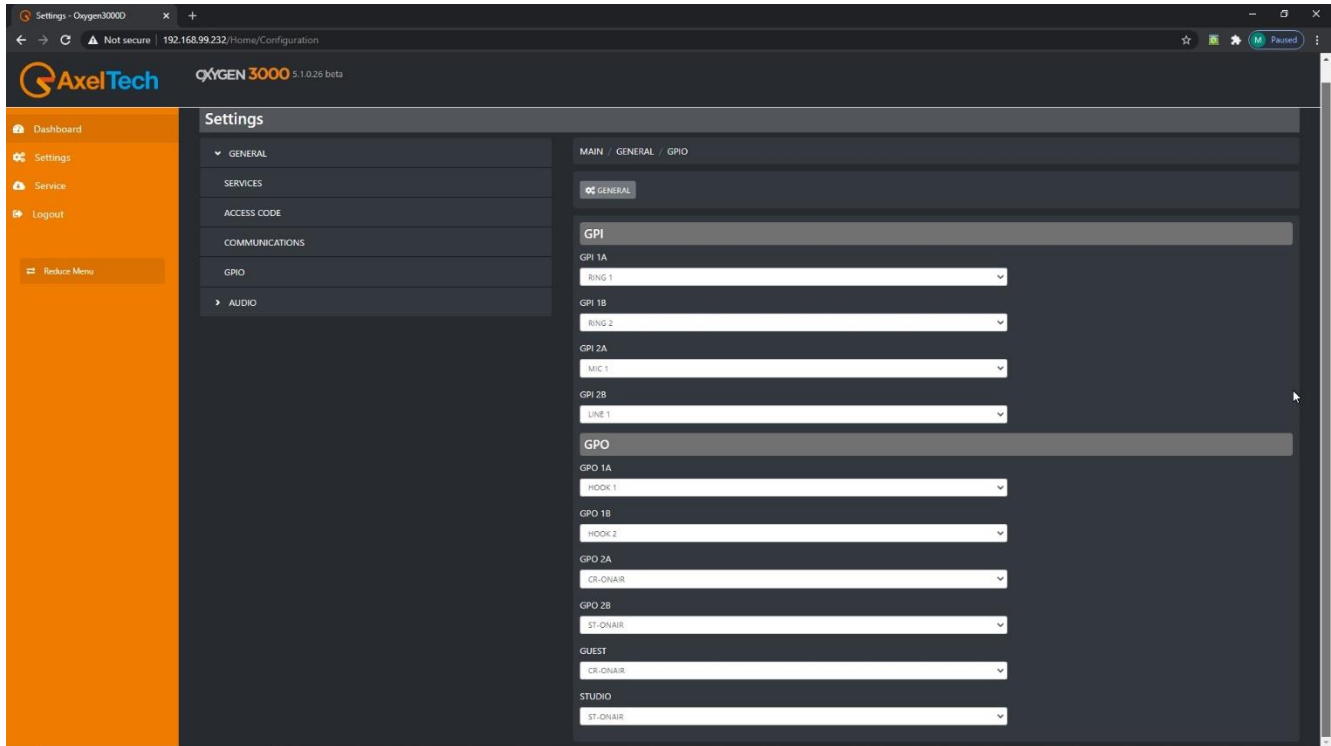 Settings - Oxygen3000D
Not secure | 192.168.99.232/Home/Configuration
M Paused
AxelTech
OXYGEN 3000 5.1.0.26 beta
Dashboard
Settings
Service
Logout
Reduce Menu
Settings
GENERAL
SERVICES
ACCESS CODE
COMMUNICATIONS
GPIO
AUDIO
MAIN / GENERAL / GPIO
GENERAL
GPI
GPI 1A
RING 1
GPI 1B
RING 2
GPI 2A
MIC 1
GPI 2B
LINE 1
GPO
GPO 1A
HOOK 1
GPO 1B
HOOK 2
GPO 2A
CR-ONAIR
GPO 2B
ST-ONAIR
GUEST
CR-ONAIR
STUDIO
ST-ONAIR